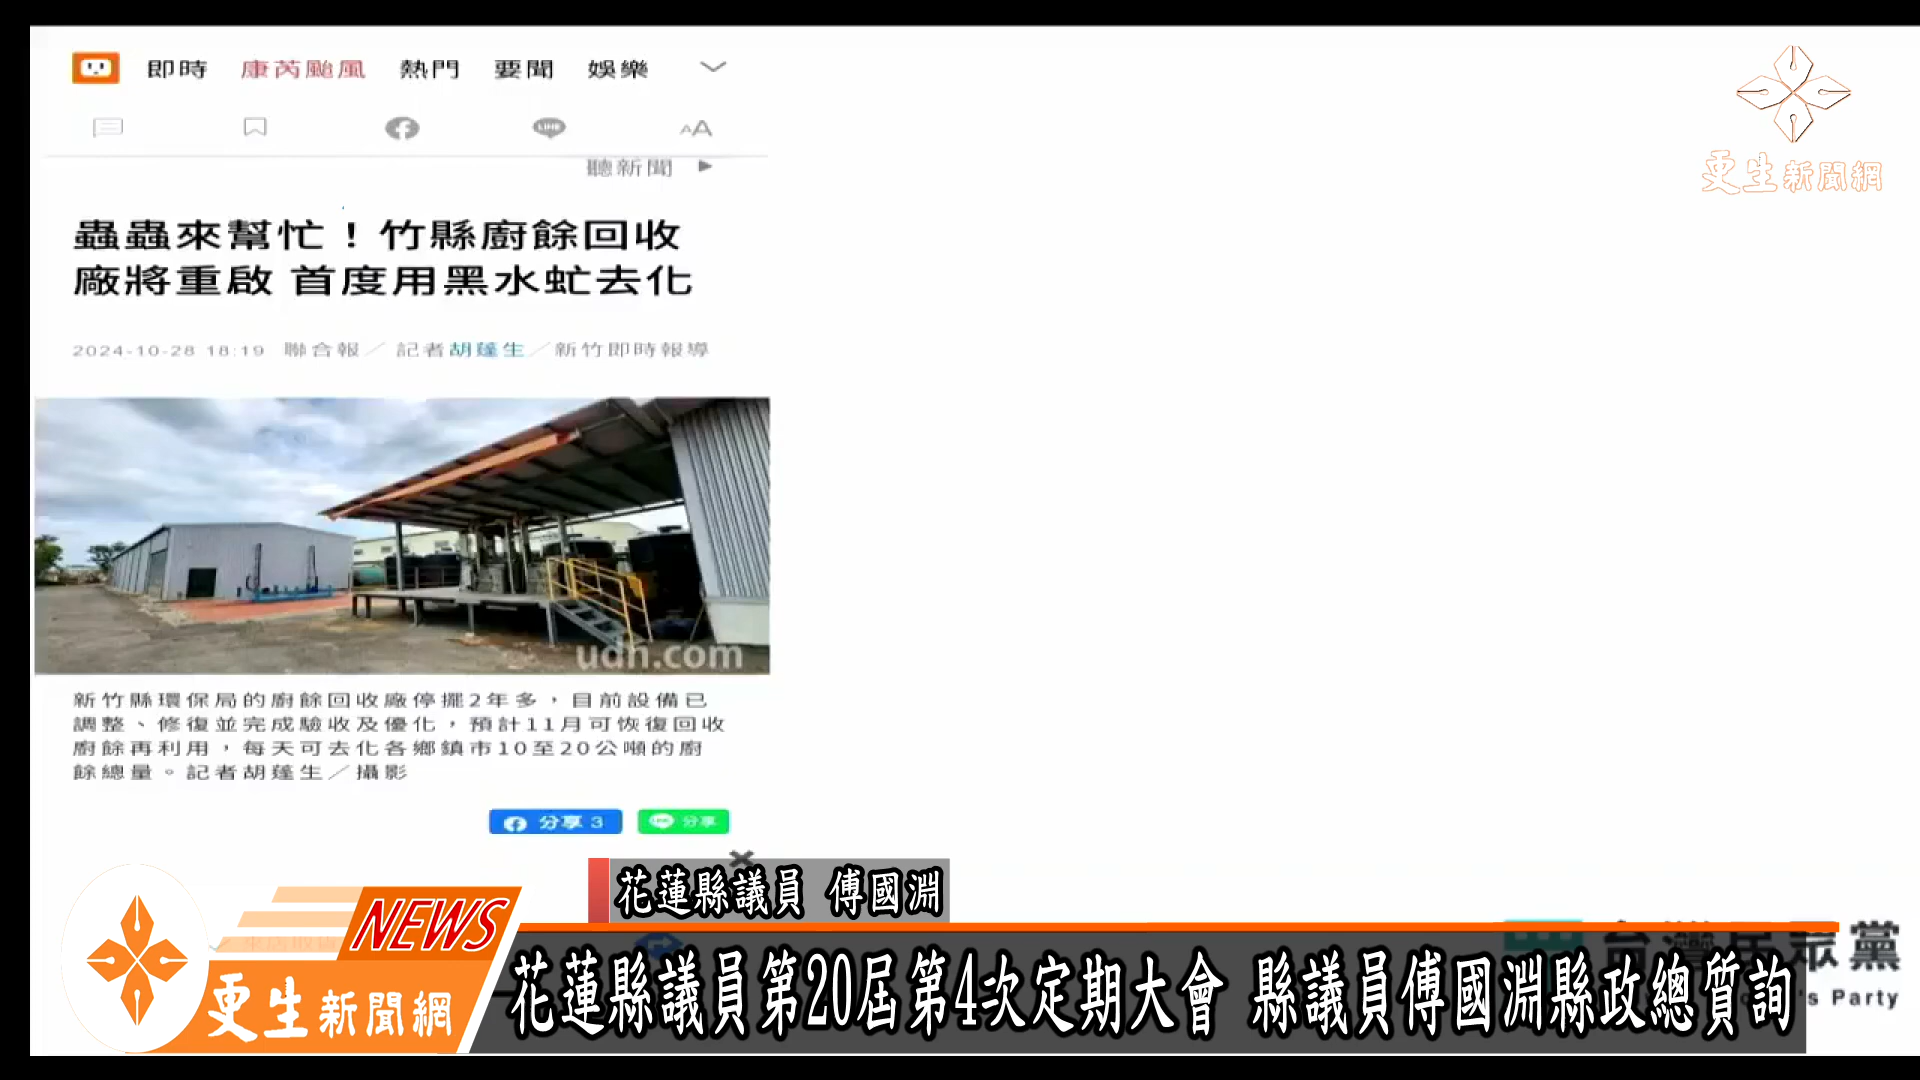 即時 康芮颱風 熱門 要聞 娛樂
LINE AA
聽新聞
更生新聞網
蟲蟲來幫忙！竹縣廚餘回收
廠將重啟 首度用黑水虻去化
2024-10-28 18:19 聯合報／ 記者胡蓬生／新竹即時報導
udn.com
新竹縣環保局的廚餘回收廠停擺2年多，目前設備已
調整、修復並完成驗收及優化，預計11月可恢復回收
廚餘再利用，每天可去化各鄉鎮市10至20公噸的廚
餘總量。記者胡蓬生／攝影
分享 3 分享
花蓮縣議員 傅國淵
NEWS
更生新聞網
花蓮縣議員第20屆第4次定期大會 縣議員傅國淵縣政總質詢
台灣民眾黨
's Party